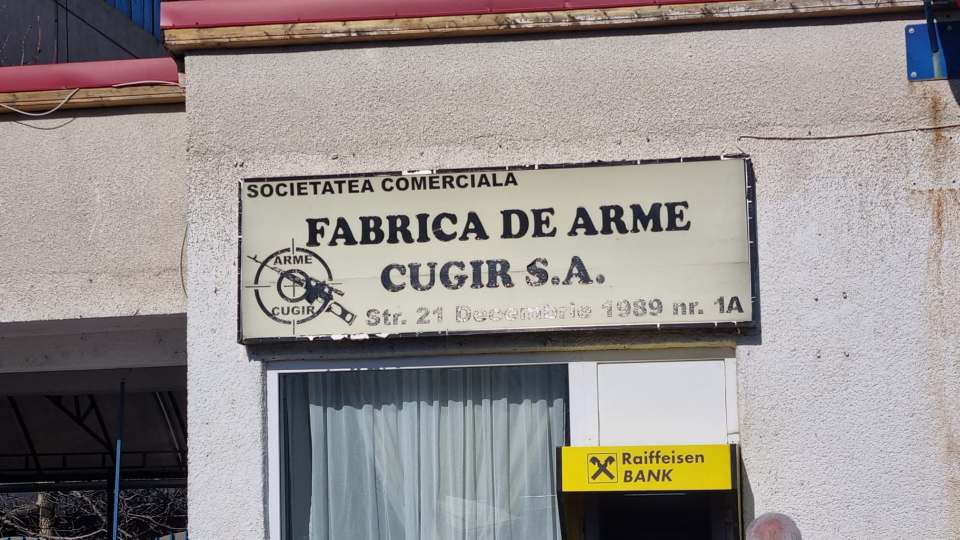 SOCIETATEA COMERCIALA
FABRICA DE ARME
CUGIR S.A.
ARME
CUGIR
Str. 21 Decembrie 1989 nr. 1A
Raiffeisen
BANK